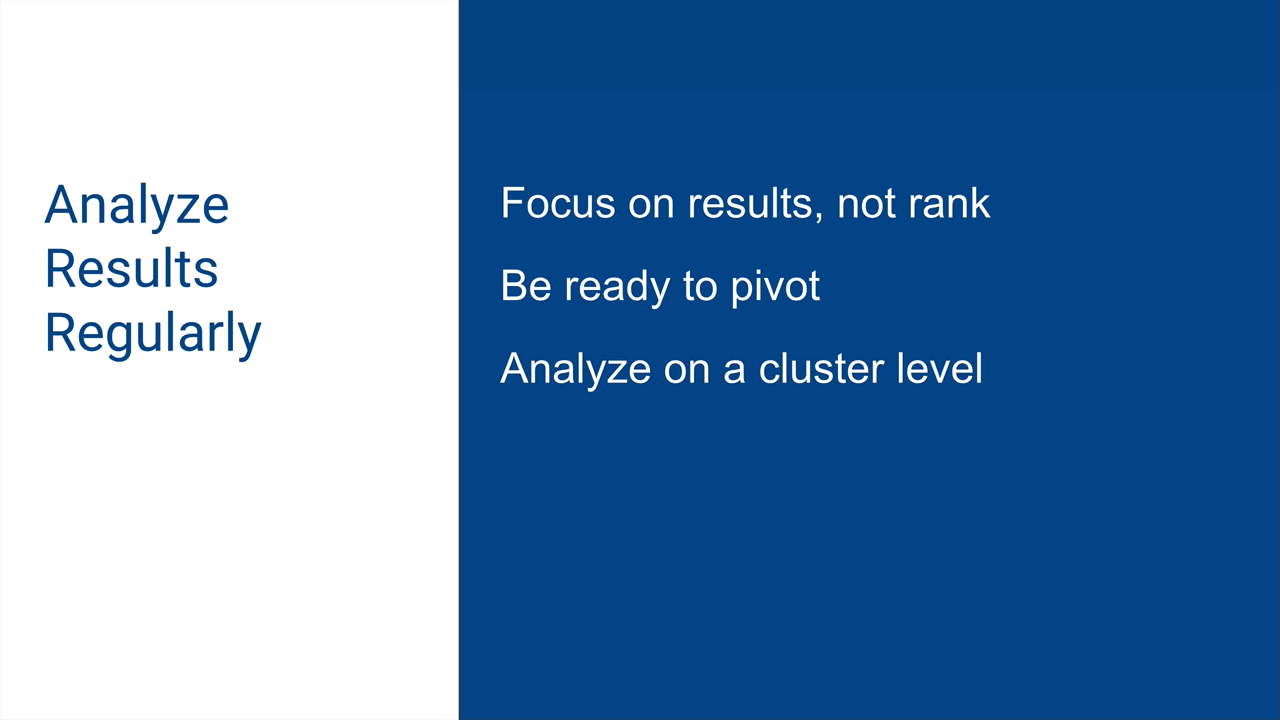 Analyze
Results
Regularly
Focus on results, not rank
Be ready to pivot
Analyze on a cluster level